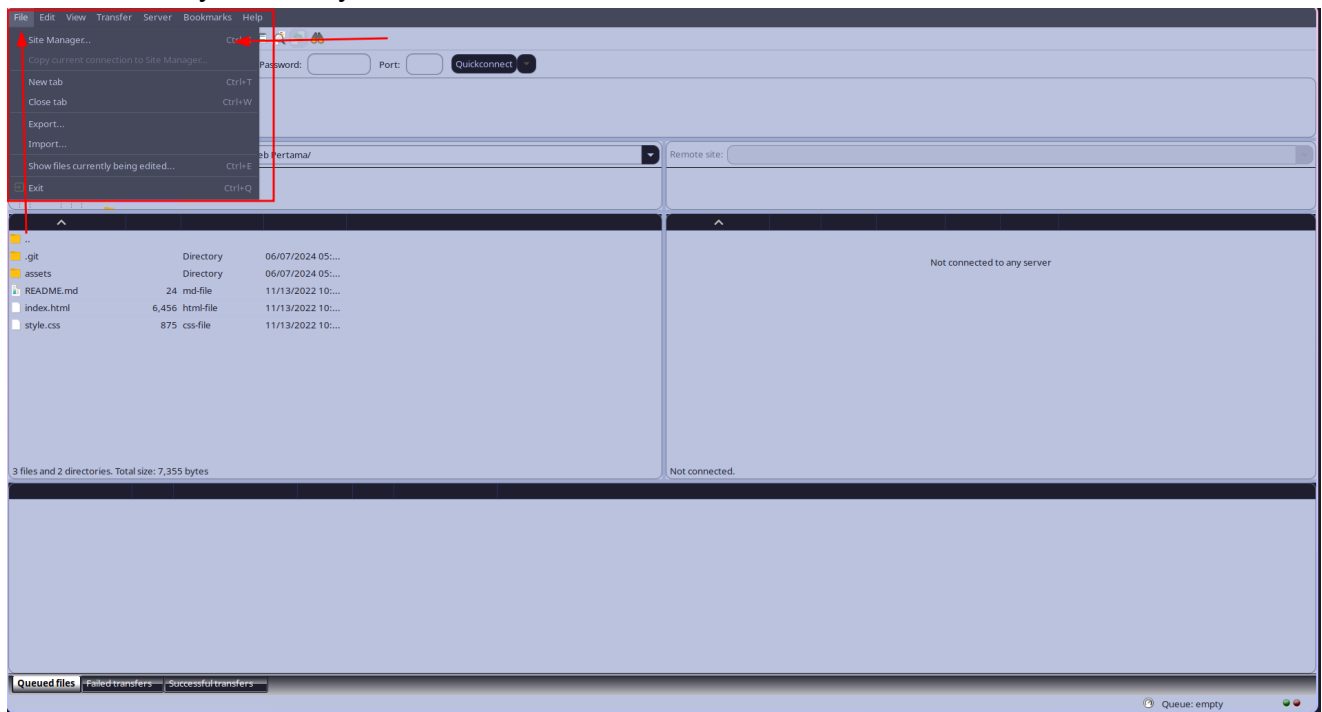 File Edit View Transfer Server Bookmarks Help
Site Manager...
Copy current connection to Site Manager...
Password: Port: Quickconnect
New tab Ctrl+T
Close tab Ctrl+W
Export...
Import...
Show files currently being edited... Ctrl+E
Exit Ctrl+Q
Pertama/
Remote site:
..
.git Directory 06/07/2024 05:...
assets Directory 06/07/2024 05:...
README.md 24 md-file 11/13/2022 10:...
index.html 6,456 html-file 11/13/2022 10:...
style.css 875 css-file 11/13/2022 10:...
Not connected to any server
3 files and 2 directories. Total size: 7,355 bytes
Not connected.
Queued files Failed transfers Successful transfers
Queue: empty